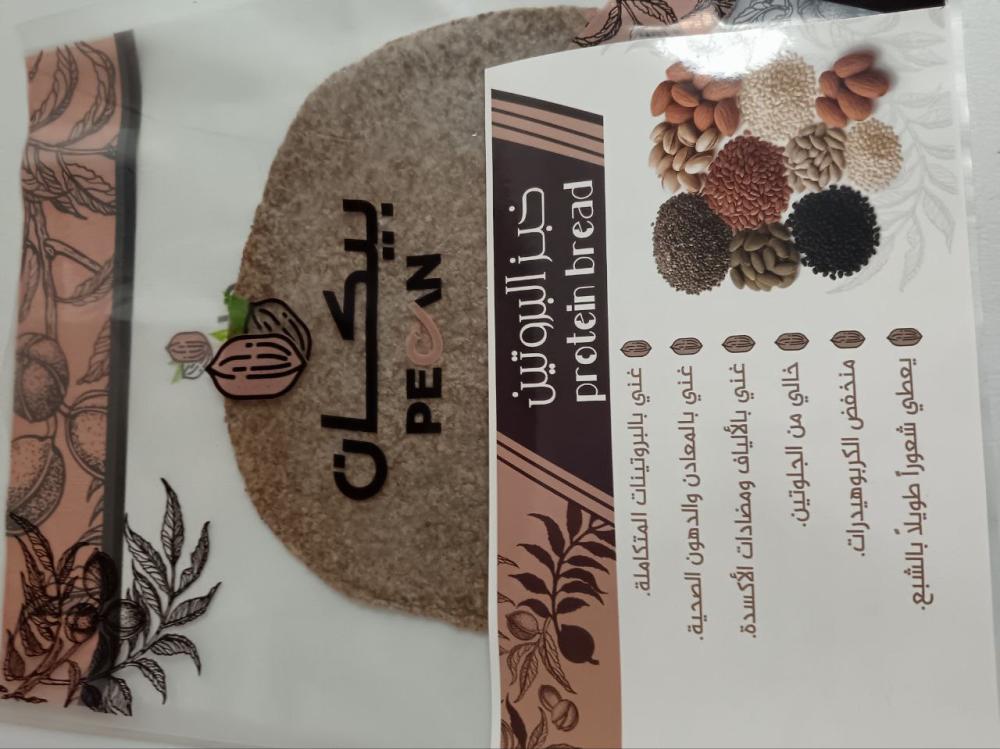 بيكان
PECAN
خبز البروتين
protein bread
غني بالبروتينات المتكاملة.
غني بالمعادن والدهون الصحية.
غني بالألياف ومضادات الأكسدة.
خالي من الجلوتين.
منخفض الكربوهيدرات.
يعطي شعوراً طويلاً بالشبع.